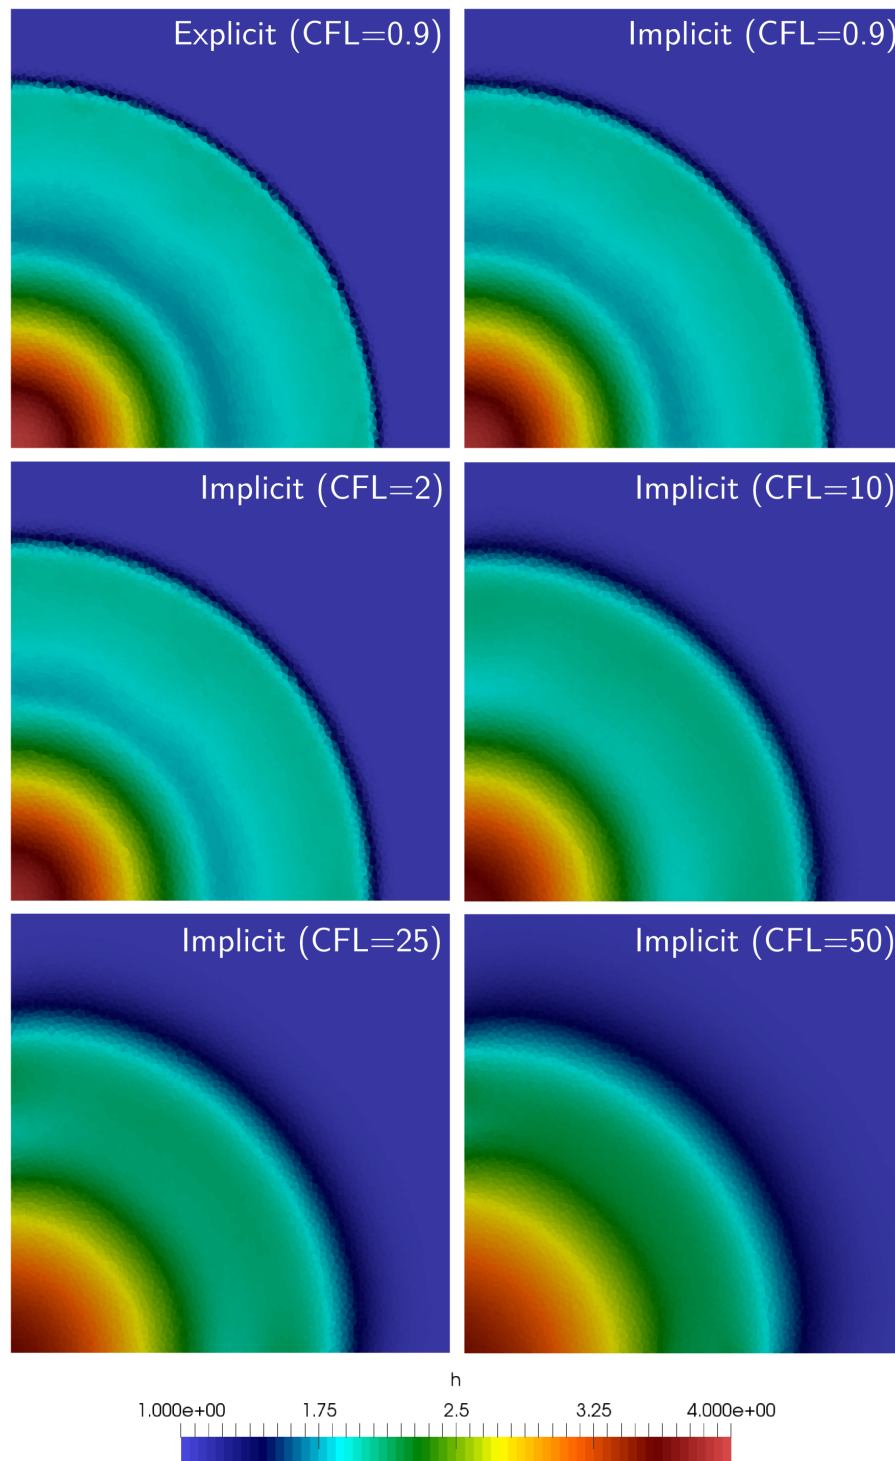 Explicit (CFL=0.9)
Implicit (CFL=0.9)
Implicit (CFL=2)
Implicit (CFL=10)
Implicit (CFL=25)
Implicit (CFL=50)
h
1.000e+00 1.75 2.5 3.25 4.000e+00